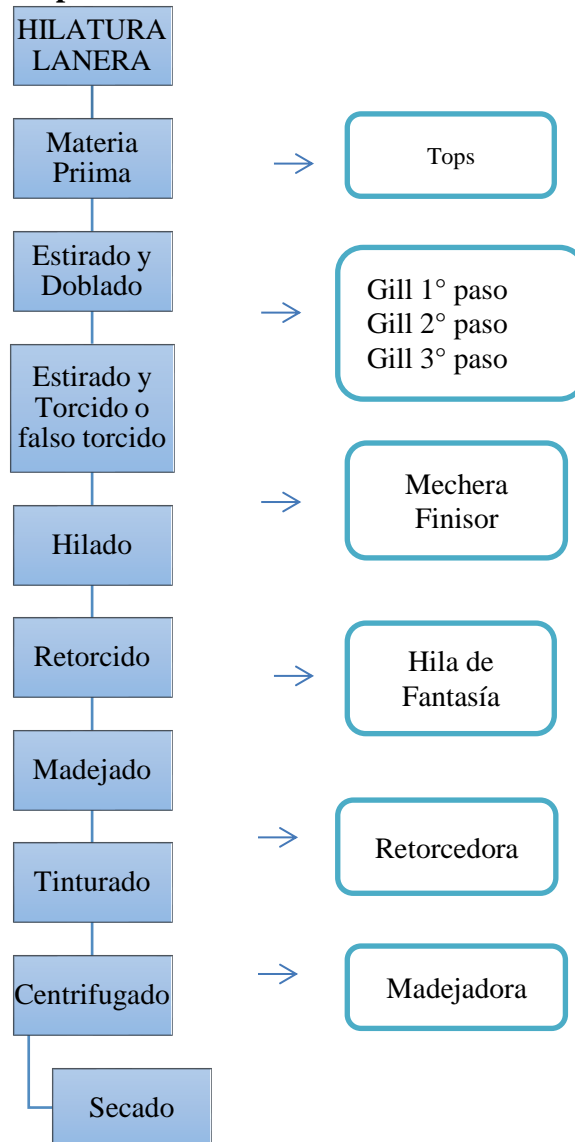 HILATURA
LANERA
Materia
Priima
Tops
Estirado y
Doblado
Gill 1° paso
Gill 2° paso
Gill 3° paso
Estirado y
Torcido o
falso torcido
Mechera
Finisor
Hilado
Retorcido
Hila de
Fantasía
Madejado
Tinturado
Retorcedora
Centrifugado
Madejadora
Secado